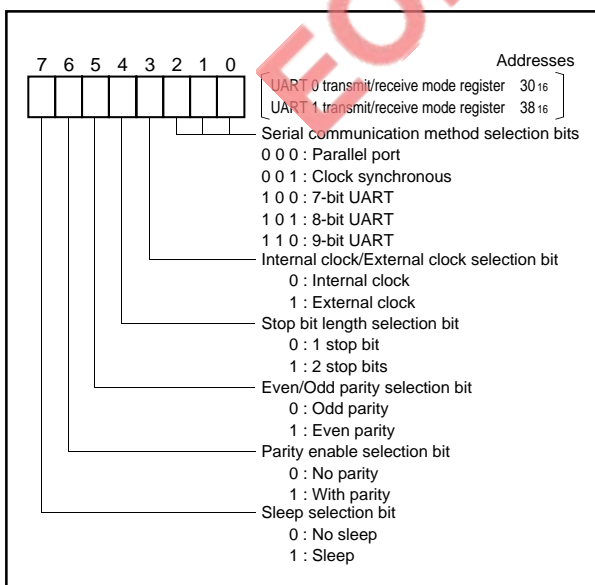 7 6 5 4 3 2 1 0
Addresses
UART 0 transmit/receive mode register 30 16
UART 1 transmit/receive mode register 38 16
Serial communication method selection bits
0 0 0 : Parallel port
0 0 1 : Clock synchronous
1 0 0 : 7-bit UART
1 0 1 : 8-bit UART
1 1 0 : 9-bit UART
Internal clock/External clock selection bit
0 : Internal clock
1 : External clock
Stop bit length selection bit
0 : 1 stop bit
1 : 2 stop bits
Even/Odd parity selection bit
0 : Odd parity
1 : Even parity
Parity enable selection bit
0 : No parity
1 : With parity
Sleep selection bit
0 : No sleep
1 : Sleep